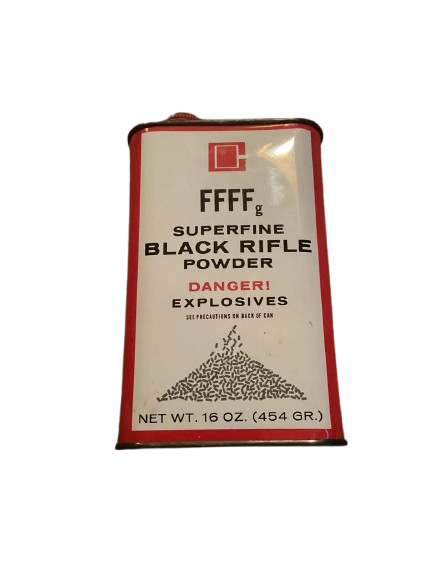 FFFFg
SUPERFINE
BLACK RIFLE
POWDER
DANGER!
EXPLOSIVES
SEE PRECAUTIONS ON BACK OF CAN
NET WT. 16 OZ. (454 GR.)